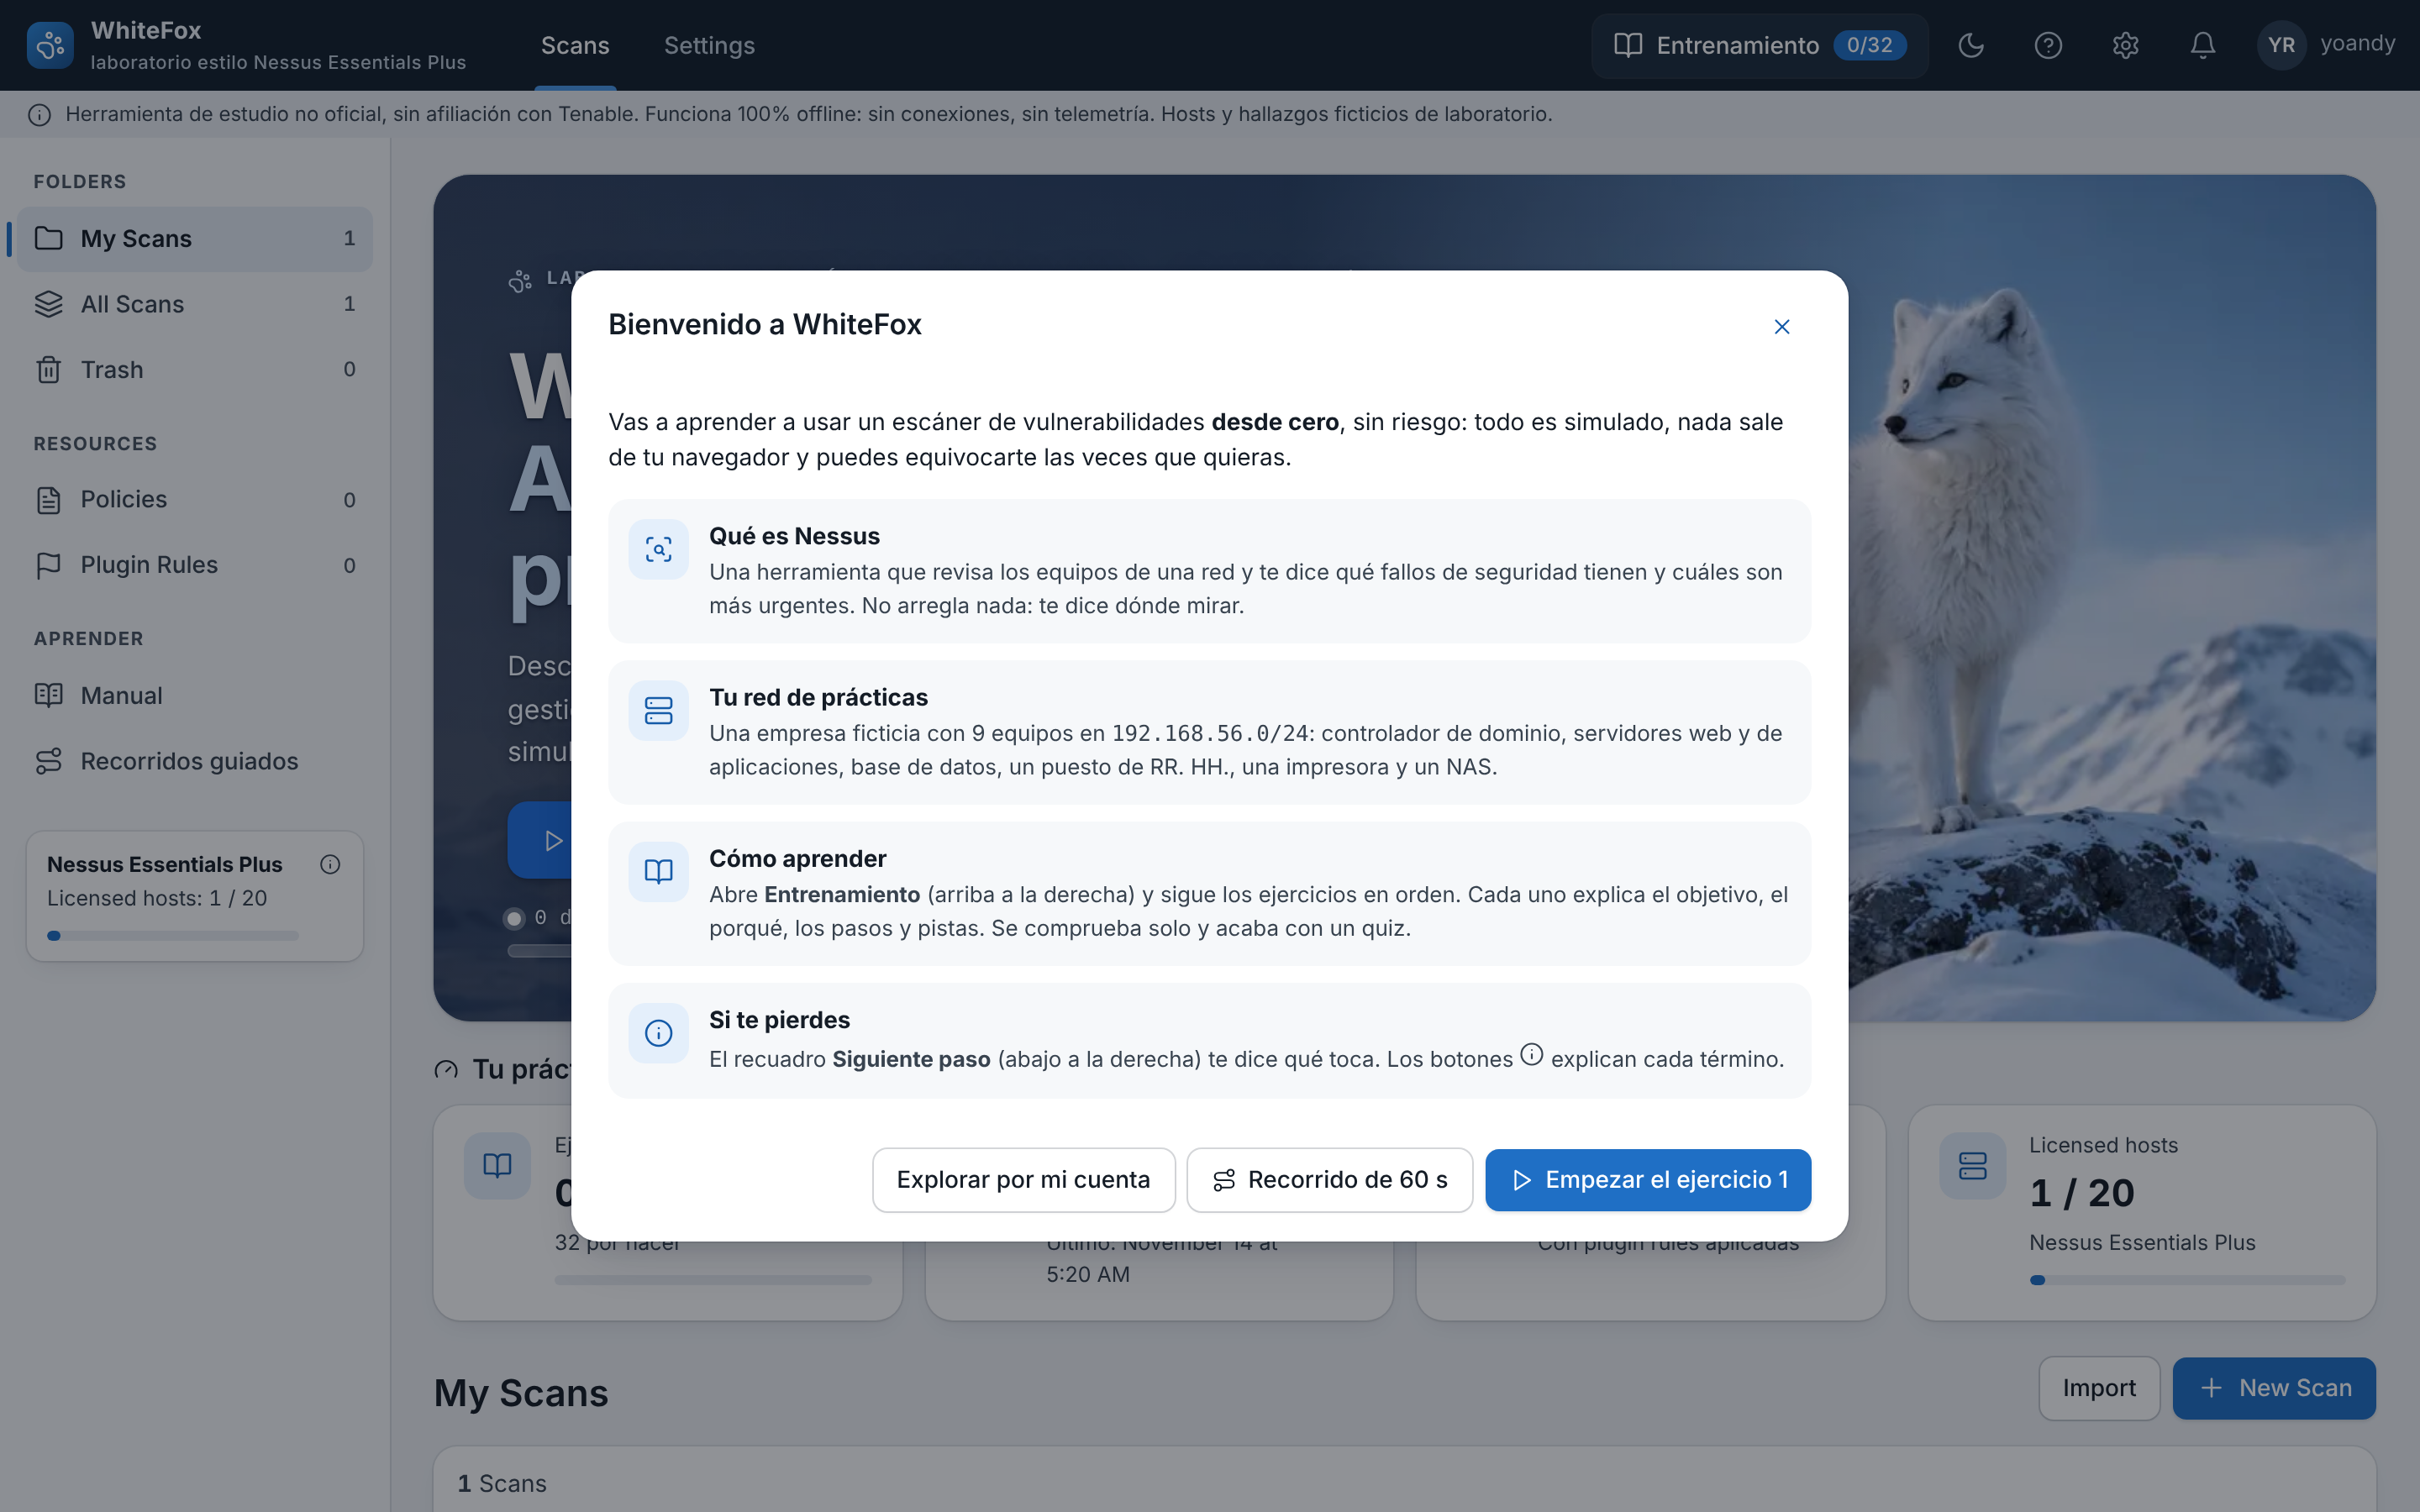 WhiteFox
laboratorio estilo Nessus Essentials Plus
Scans
Settings
Entrenamiento
0/32
YR
yoandy
Herramienta de estudio no oficial, sin afiliación con Tenable. Funciona 100% offline: sin conexiones, sin telemetría. Hosts y hallazgos ficticios de laboratorio.
FOLDERS
My Scans 1
All Scans 1
Trash 0
RESOURCES
Policies 0
Plugin Rules 0
APRENDER
Manual
Recorridos guiados
Nessus Essentials Plus
Licensed hosts: 1 / 20
Bienvenido a WhiteFox
Vas a aprender a usar un escáner de vulnerabilidades desde cero, sin riesgo: todo es simulado, nada sale
de tu navegador y puedes equivocarte las veces que quieras.
Qué es Nessus
Una herramienta que revisa los equipos de una red y te dice qué fallos de seguridad tienen y cuáles son
más urgentes. No arregla nada: te dice dónde mirar.
Tu red de prácticas
Una empresa ficticia con 9 equipos en 192.168.56.0/24: controlador de dominio, servidores web y de
aplicaciones, base de datos, un puesto de RR. HH., una impresora y un NAS.
Cómo aprender
Abre Entrenamiento (arriba a la derecha) y sigue los ejercicios en orden. Cada uno explica el objetivo, el
porqué, los pasos y pistas. Se comprueba solo y acaba con un quiz.
Si te pierdes
El recuadro Siguiente paso (abajo a la derecha) te dice qué toca. Los botones explican cada término.
Explorar por mi cuenta
Recorrido de 60 s
Empezar el ejercicio 1
32 por hacer
Último: November 14 at
5:20 AM
Con plugin rules aplicadas
Licensed hosts
1 / 20
Nessus Essentials Plus
My Scans
Import
New Scan
1 Scans